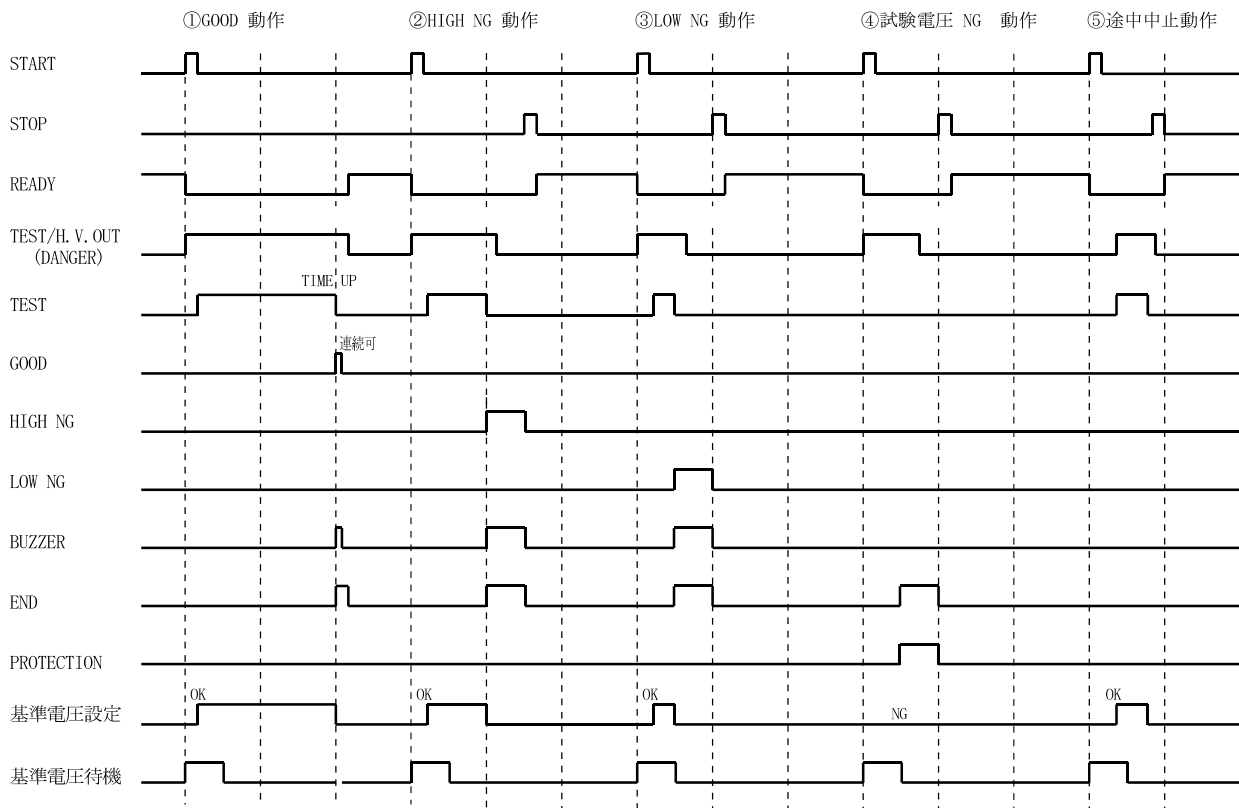 ①GOOD 動作 ②HIGH NG 動作 ③LOW NG 動作 ④試験電圧 NG 動作 ⑤途中中止動作
START
STOP
READY
TEST/H.V.OUT
(DANGER)
TIME UP
TEST
連続可
GOOD
HIGH NG
LOW NG
BUZZER
END
PROTECTION
OK OK OK OK
基準電圧設定 NG
基準電圧待機